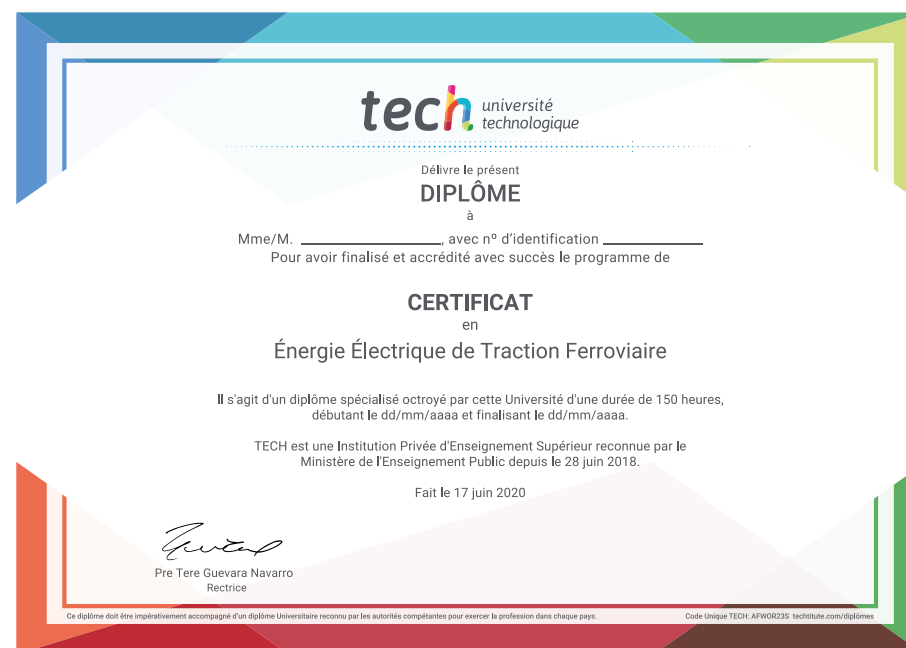 tech université
technologique
Délivre le présent
DIPLÔME
à
Mme/M. ____________________, avec nº d'identification ______________
Pour avoir finalisé et accrédité avec succès le programme de
CERTIFICAT
en
Énergie Électrique de Traction Ferroviaire
Il s'agit d'un diplôme spécialisé octroyé par cette Université d'une durée de 150 heures,
débutant le dd/mm/aaaa et finalisant le dd/mm/aaaa.
TECH est une Institution Privée d'Enseignement Supérieur reconnue par le
Ministère de l'Enseignement Public depuis le 28 juin 2018.
Fait le 17 juin 2020
Pre Tere Guevara Navarro
Rectrice
Ce diplôme doit être impérativement accompagné d'un diplôme Universitaire reconnu par les autorités compétantes pour exercer la profession dans chaque pays.
Code Unique TECH: AFWOR23S techtitute.com/diplômes